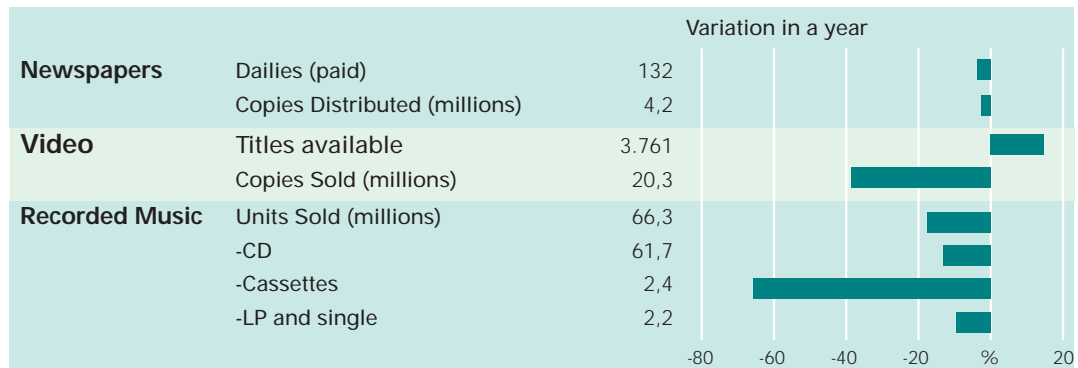 Variation in a year
Newspapers Dailies (paid) 132
Copies Distributed (millions) 4,2
Video Titles available 3.761
Copies Sold (millions) 20,3
Recorded Music Units Sold (millions) 66,3
-CD 61,7
-Cassettes 2,4
-LP and single 2,2
-80 -60 -40 -20 % 20